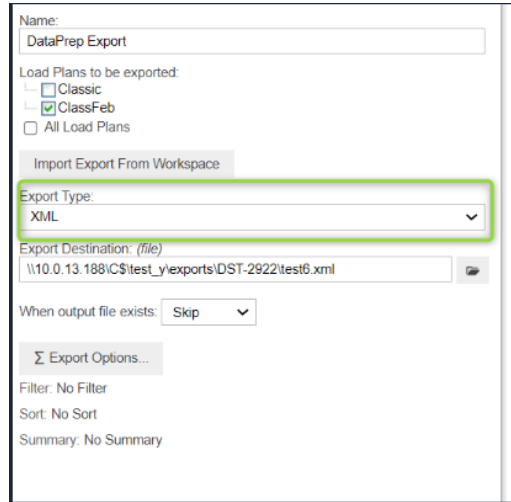 Name:
DataPrep Export
Load Plans to be exported:
Classic
ClassFeb
All Load Plans
Import Export From Workspace
Export Type:
XML
Export Destination: (file)
\\10.0.13.188\C$\test_y\exports\DST-2922\test6.xml
When output file exists: Skip
Σ Export Options...
Filter: No Filter
Sort: No Sort
Summary: No Summary